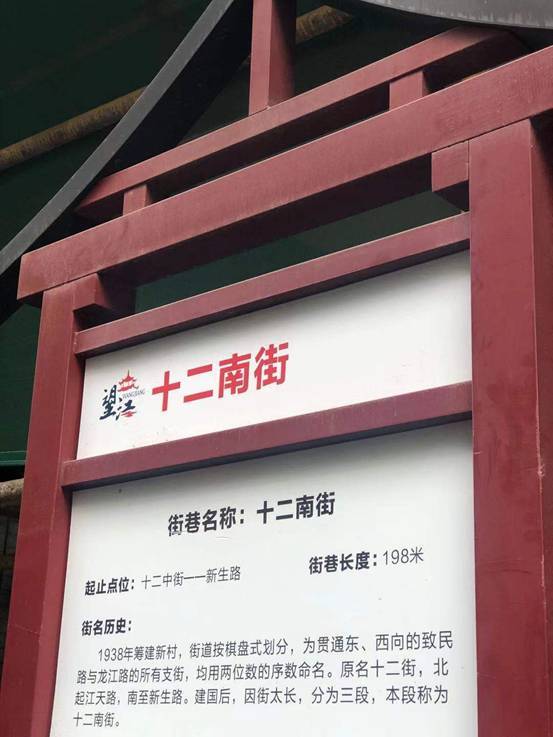 望江
WANGJIANG
十二南街
街巷名称：十二南街
起止点位：十二中街——新生路
街巷长度：198米
街名历史：
1938年筹建新村，街道按棋盘式划分，为贯通东、西向的致民
路与龙江路的所有支街，均用两位数的序数命名。原名十二街，北
起江天路，南至新生路。建国后，因街太长，分为三段，本段称为
十二南街。